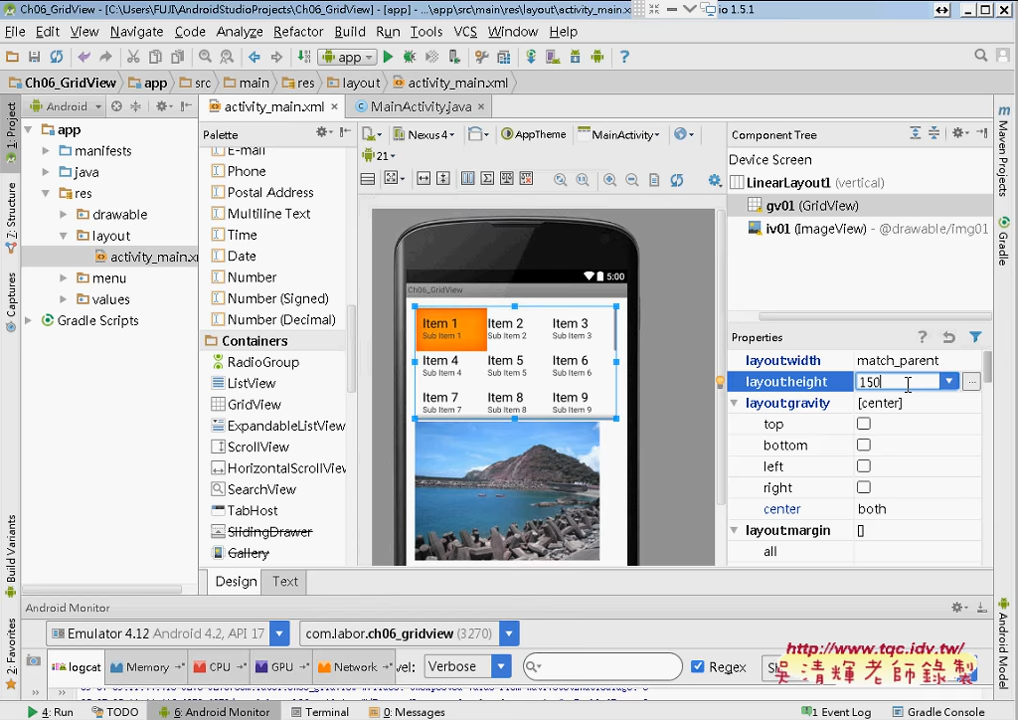 Ch06_GridView - [C:\Users\FUJI\AndroidStudioProjects\Ch06_GridView] - [app] - ...\app\src\main\res\layout\activity_main.xml
io 1.5.1
File Edit View Navigate Code Analyze Refactor Build Run Tools VCS Window Help
app
Ch06_GridView app src main res layout activity_main.xml
1: Project
7: Structure
Captures
Build Variants
2: Favorites
Android
app
manifests
java
res
drawable
layout
activity_main.x
menu
values
Gradle Scripts
activity_main.xml
MainActivity.java
Palette
E-mail
Phone
Postal Address
Multiline Text
Time
Date
Number
Number (Signed)
Number (Decimal)
Containers
RadioGroup
ListView
GridView
ExpandableListView
ScrollView
HorizontalScrollView
SearchView
TabHost
SlidingDrawer
Gallery
Nexus 4
AppTheme
MainActivity
21
5:00
Ch06_GridView
Item 1 Item 2 Item 3
Sub Item 1 Sub Item 2 Sub Item 3
Item 4 Item 5 Item 6
Sub Item 4 Sub Item 5 Sub Item 6
Item 7 Item 8 Item 9
Sub Item 7 Sub Item 8 Sub Item 9
Component Tree
Device Screen
LinearLayout1 (vertical)
gv01 (GridView)
iv01 (ImageView) - @drawable/img01
Properties
layout:width match_parent
layout:height 150
layout:gravity [center]
top
bottom
left
right
center both
layout:margin []
all
Maven Projects
Gradle
Android Model
Design Text
Android Monitor
Emulator 4.12 Android 4.2, API 17
com.labor.ch06_gridview (3270)
logcat Memory CPU GPU Network
Verbose
Regex
http://www.tqc.idv.tw/
吳清輝老師錄製
4: Run TODO 6: Android Monitor Terminal 0: Messages
1 Event Log Gradle Console